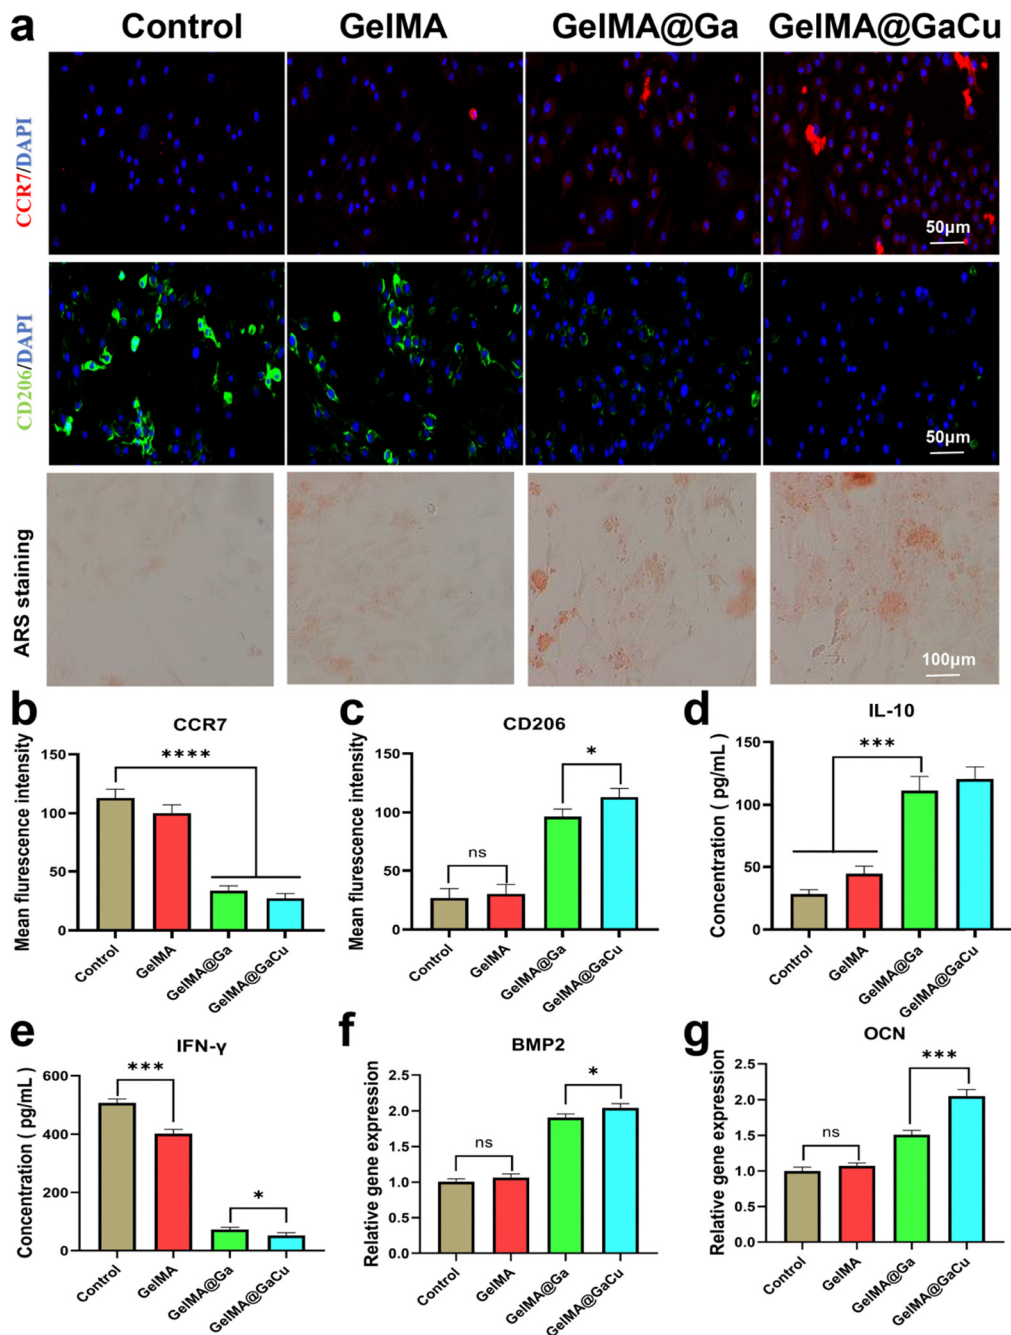 a
Control GelMA GelMA@Ga GelMA@GaCu
CCR7/DAPI
50μm
CD206/DAPI
50μm
ARS staining
100μm
b
CCR7
Mean flurescence intensity
150
100
50
0
****
Control GelMA GelMA@Ga GelMA@GaCu
c
CD206
Mean flurescence intensity
150
100
50
0
ns
*
Control GelMA GelMA@Ga GelMA@GaCu
d
IL-10
Concentration ( pg/mL )
150
100
50
0
***
Control GelMA GelMA@Ga GelMA@GaCu
e
IFN-γ
Concentration ( pg/mL )
600
400
200
0
***
*
Control GelMA GelMA@Ga GelMA@GaCu
f
BMP2
Relative gene expression
2.5
2.0
1.5
1.0
0.5
0.0
ns
*
Control GelMA GelMA@Ga GelMA@GaCu
g
OCN
Relative gene expression
2.5
2.0
1.5
1.0
0.5
0.0
ns
***
Control GelMA GelMA@Ga GelMA@GaCu